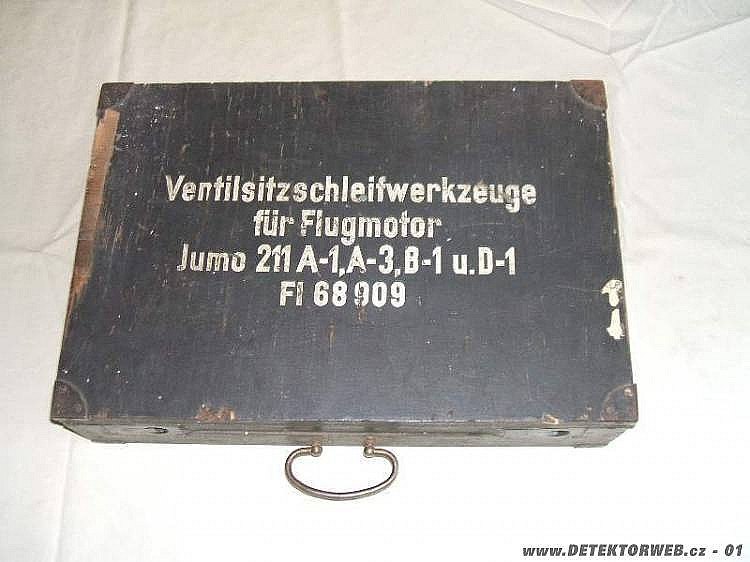 Ventilsitzschleifwerkzeuge
für Flugmotor
Jumo 211 A-1, A-3, B-1 u. D-1
Fl 68 909
www.DETEKTORWEB.cz - 01